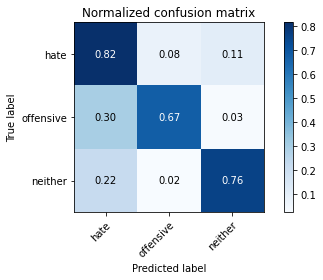 Normalized confusion matrix
True label
hate 0.82 0.08 0.11
offensive 0.30 0.67 0.03
neither 0.22 0.02 0.76
hate offensive neither
Predicted label
0.8
0.7
0.6
0.5
0.4
0.3
0.2
0.1